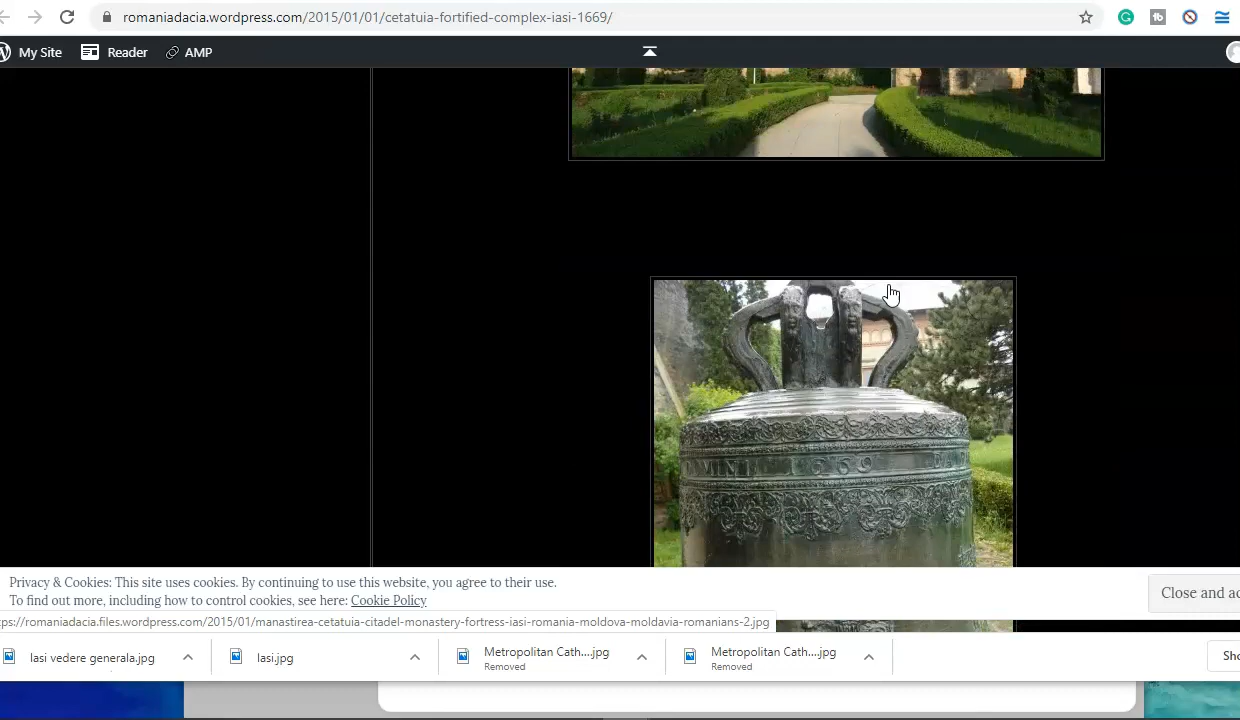 romaniadacia.wordpress.com/2015/01/01/cetatuia-fortified-complex-iasi-1669/
My Site Reader AMP
1669
Privacy & Cookies: This site uses cookies. By continuing to use this website, you agree to their use.
To find out more, including how to control cookies, see here: Cookie Policy
Close and ac
ps://romaniadacia.files.wordpress.com/2015/01/manastirea-cetatuia-citadel-monastery-fortress-iasi-romania-moldova-moldavia-romanians-2.jpg
Iasi vedere generala.jpg
Iasi.jpg
Metropolitan Cath....jpg
Removed
Metropolitan Cath....jpg
Removed
Sho